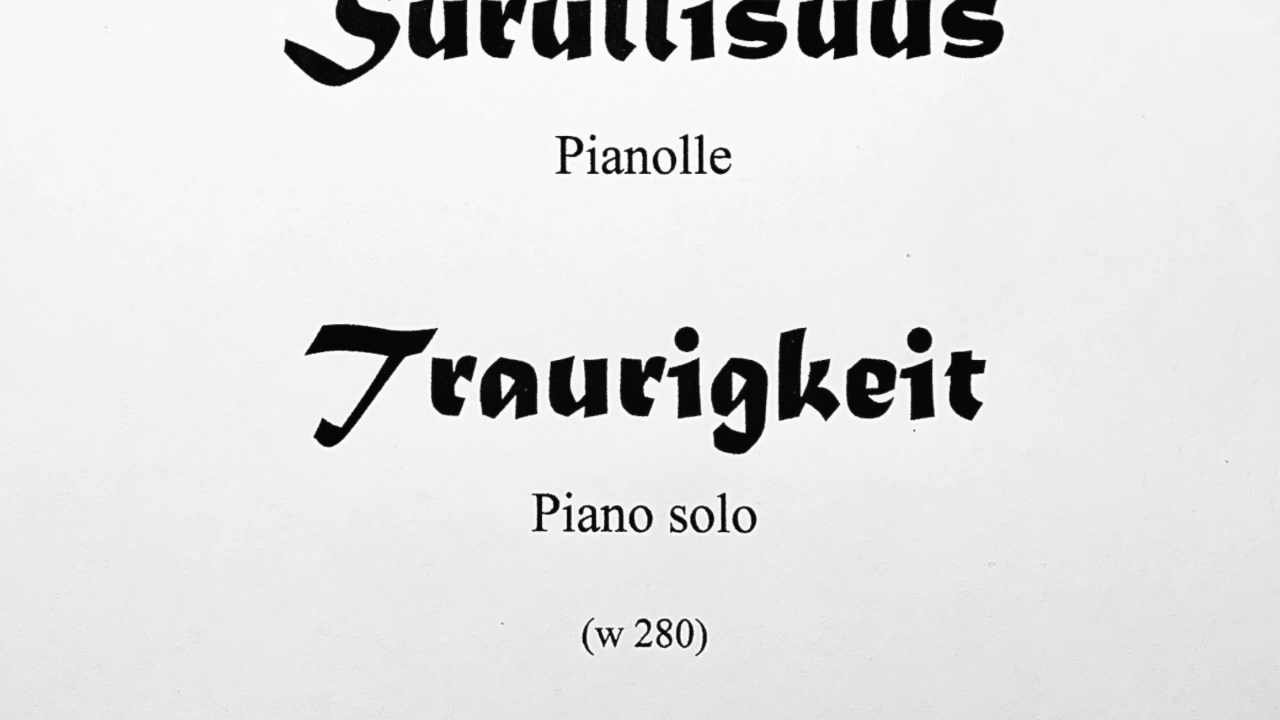 Surullisuus
Pianolle
Traurigkeit
Piano solo
(w 280)